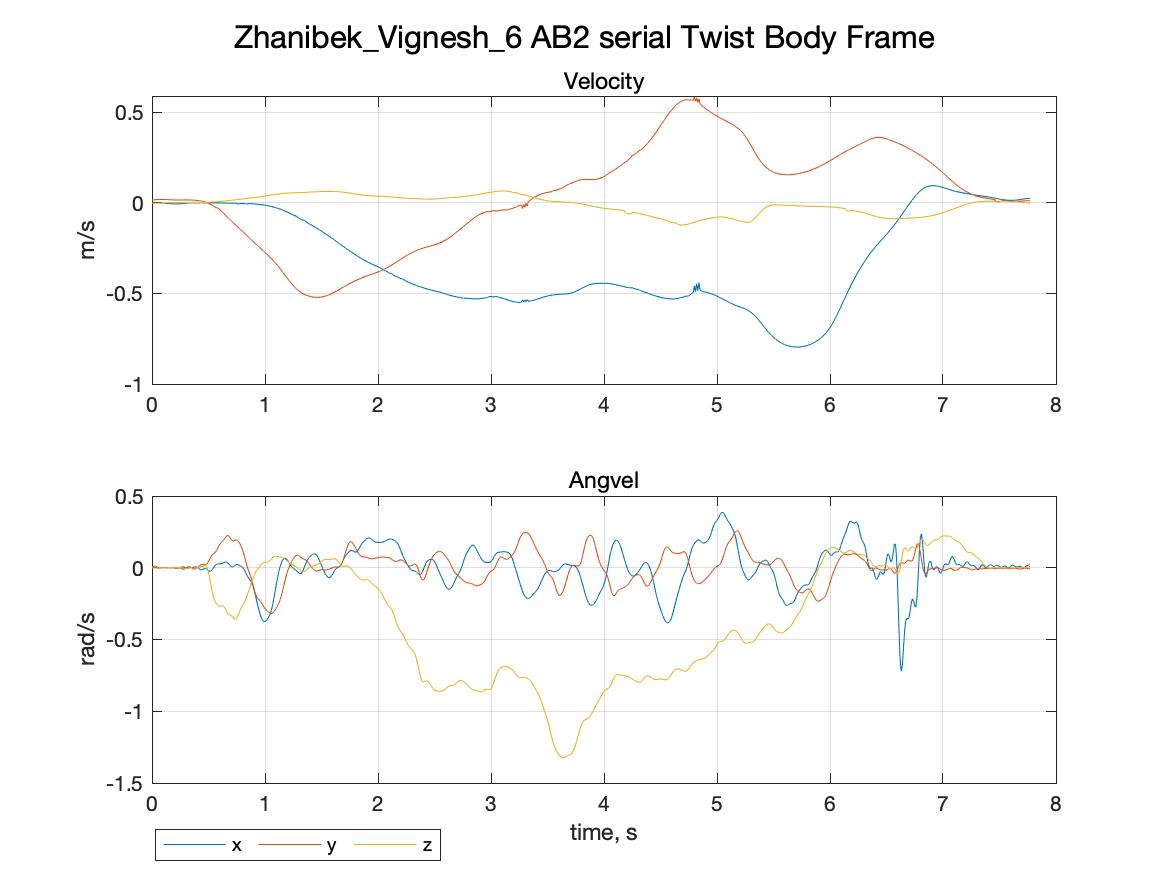 Zhanibek_Vignesh_6 AB2 serial Twist Body Frame
Velocity
0.5
0
-0.5
-1
m/s
0 1 2 3 4 5 6 7 8
Angvel
0.5
0
-0.5
-1
-1.5
rad/s
0 1 2 3 4 5 6 7 8
time, s
x y z